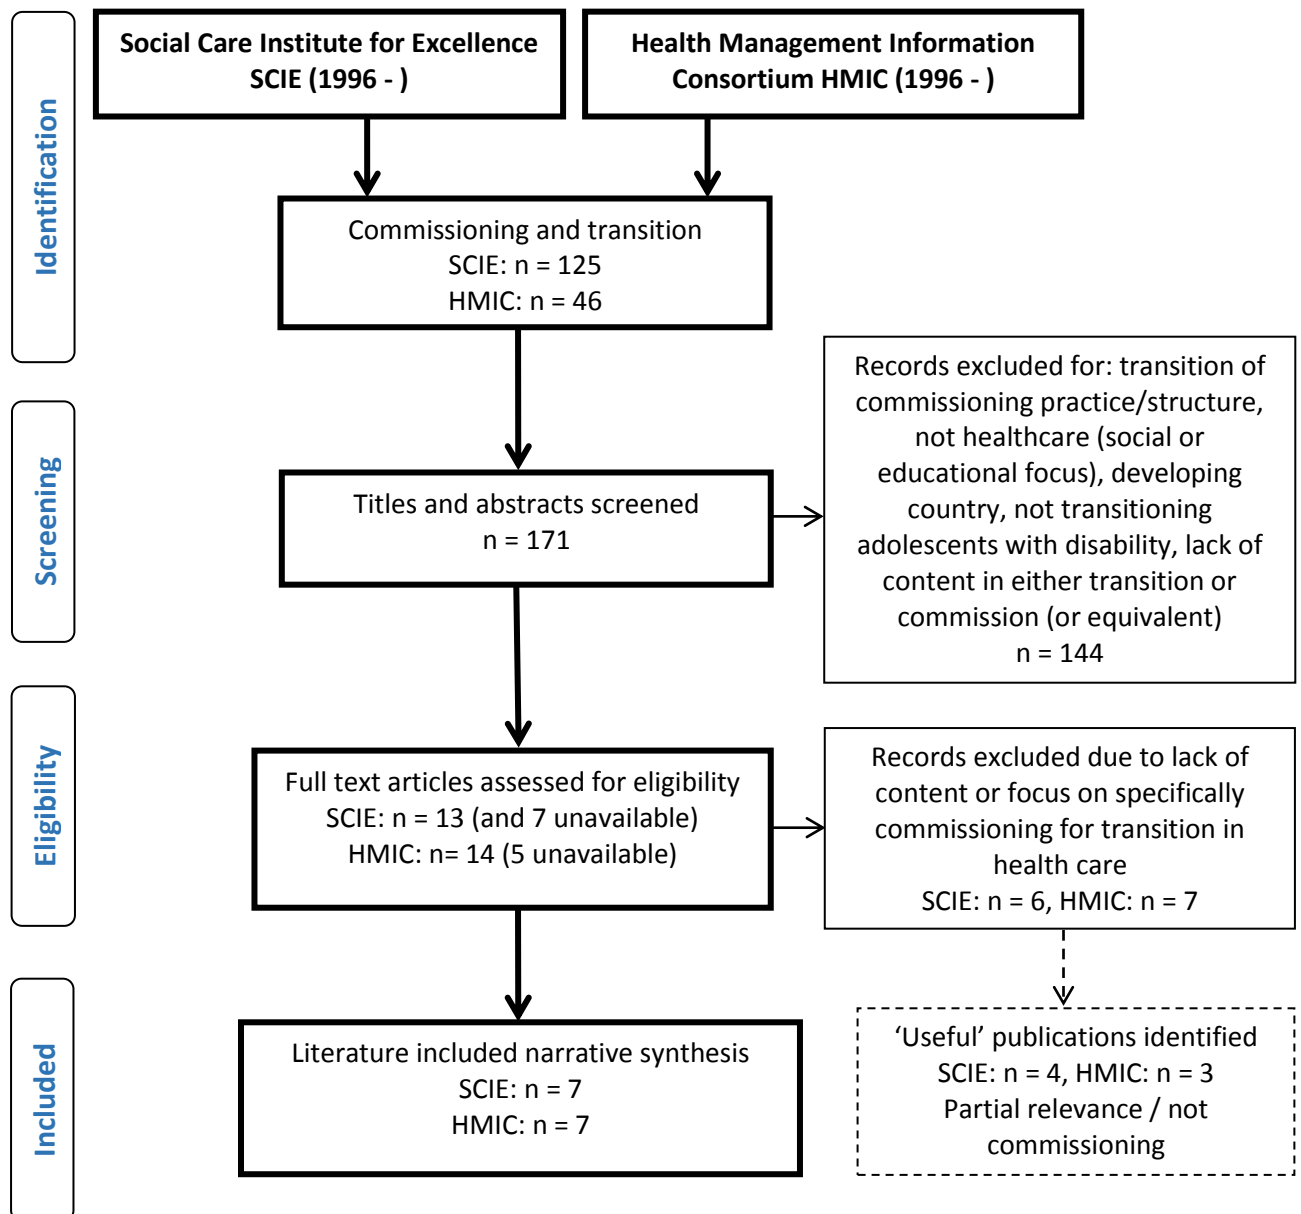 Social Care Institute for Excellence
SCIE (1996 - )
Health Management Information
Consortium HMIC (1996 - )
Identification
Commissioning and transition
SCIE: n = 125
HMIC: n = 46
Screening
Titles and abstracts screened
n = 171
Records excluded for: transition of
commissioning practice/structure,
not healthcare (social or
educational focus), developing
country, not transitioning
adolescents with disability, lack of
content in either transition or
commission (or equivalent)
n = 144
Eligibility
Full text articles assessed for eligibility
SCIE: n = 13 (and 7 unavailable)
HMIC: n= 14 (5 unavailable)
Records excluded due to lack of
content or focus on specifically
commissioning for transition in
health care
SCIE: n = 6, HMIC: n = 7
Included
Literature included narrative synthesis
SCIE: n = 7
HMIC: n = 7
‘Useful’ publications identified
SCIE: n = 4, HMIC: n = 3
Partial relevance / not
commissioning